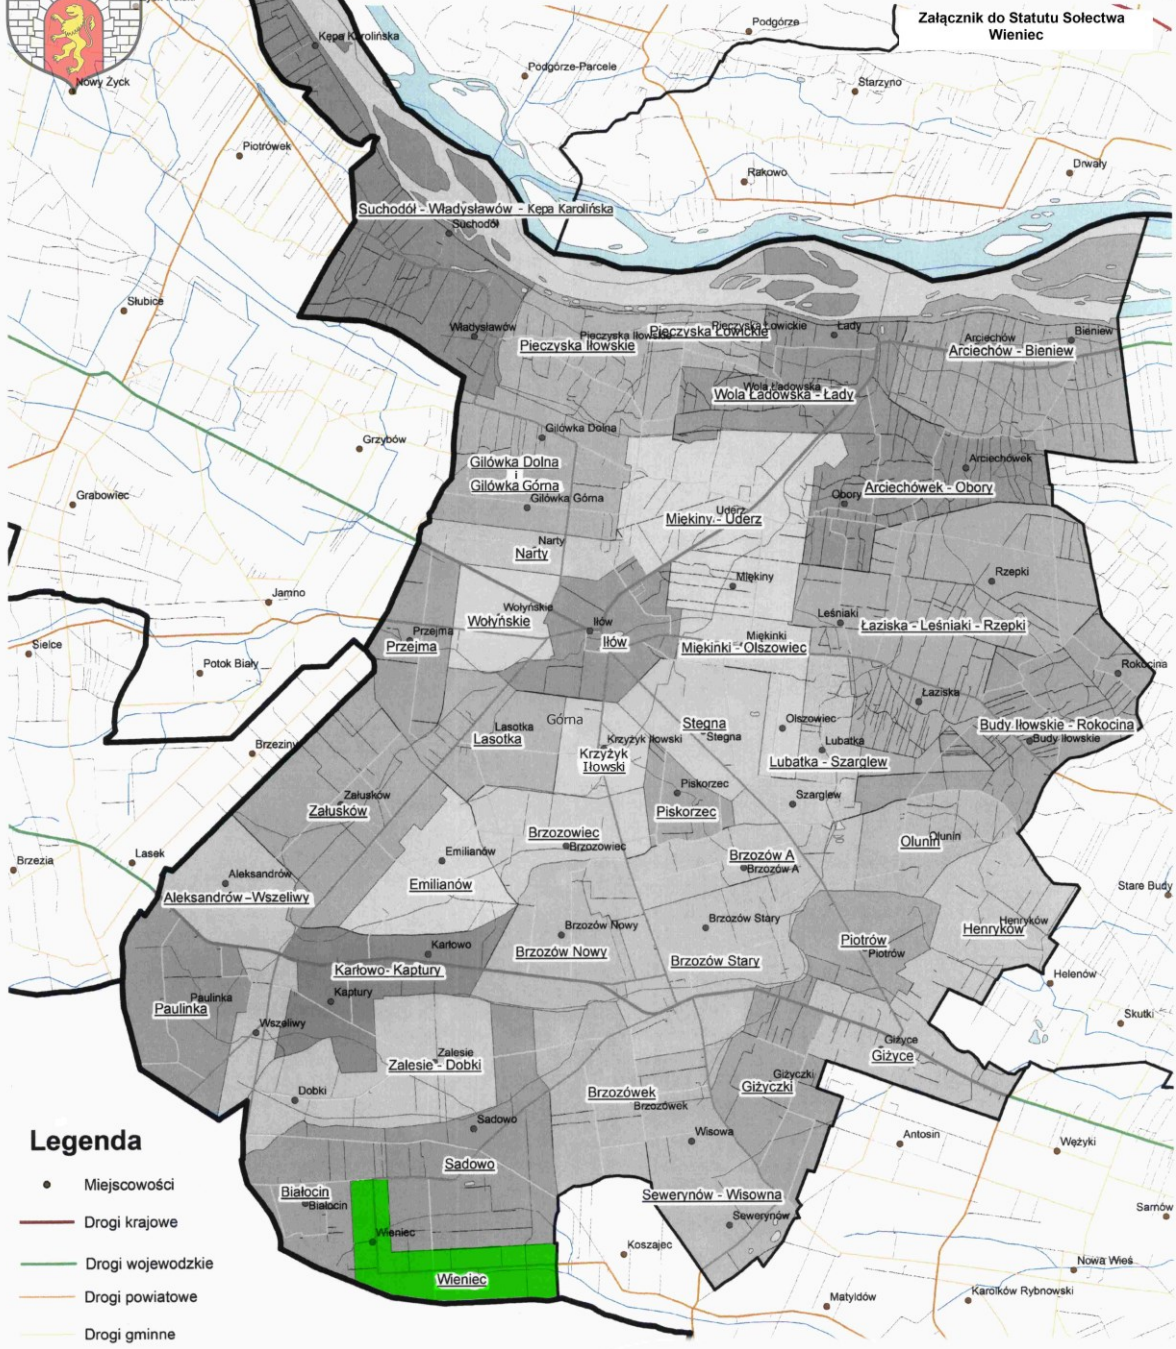 Załącznik do Statutu Sołectwa
Wieniec
Podgórze
Kępa Karolińska
Podgórze-Parcele
Nowy Życk
Starzyno
Piotrówek
Rakowo
Drwały
Suchodół - Władysławów - Kępa Karolińska
Suchodół
Słubice
Władysławów
Pieczyska Iłowskie
Pieczyska Iłowskie
Pieczyska Łowickie
Pieczyska Łowickie
Łady
Arciechów
Bieniew
Arciechów - Bieniew
Wola Ładowska
Wola Ładowska - Łady
Gilówka Dolna
Grzybów
Gilówka Dolna
i
Gilówka Górna
Gilówka Górna
Arciechówek
Arciechówek - Obory
Obory
Grabowiec
Uderz
Miękiny - Uderz
Narty
Narty
Rzepki
Miękiny
Jamno
Wołyńskie
Wołyńskie
Iłów
Iłów
Leśniaki
Łaziska - Leśniaki - Rzepki
Przejma
Przejma
Miękinki
Miękinki - Olszowiec
Sielce
Potok Biały
Rokocina
Łaziska
Górna
Lasotka
Lasotka
Stegna
Stegna
Olszowiec
Budy Iłowskie - Rokocina
Budy Iłowskie
Brzeziny
Krzyżyk Iłowski
Krzyżyk
Iłowski
Lubatka
Lubatka - Szarglew
Załusków
Załusków
Piskorzec
Piskorzec
Szarglew
Brzozowiec
Brzozowiec
Olunin
Olunin
Brzezia
Lasek
Emilianów
Emilianów
Brzozów A
Brzozów A
Aleksandrów
Aleksandrów - Wszeliwy
Stare Budy
Brzozów Nowy
Brzozów Nowy
Brzozów Stary
Brzozów Stary
Henryków
Henryków
Piotrów
Piotrów
Karłowo
Karłowo - Kaptury
Kaptury
Helenów
Paulinka
Paulinka
Skutki
Wszeliwy
Giżyce
Giżyce
Zalesie
Zalesie - Dobki
Giżyczki
Giżyczki
Dobki
Brzozówek
Brzozówek
Sadowo
Sadowo
Wisowa
Antosin
Wężyki
Legenda
Miejscowości
Drogi krajowe
Drogi wojewodzkie
Drogi powiatowe
Drogi gminne
Białocin
Białocin
Sewerynów - Wisowna
Sewerynów
Sarnów
Wieniec
Wieniec
Koszajec
Nowa Wieś
Matyldów
Karolków Rybnowski